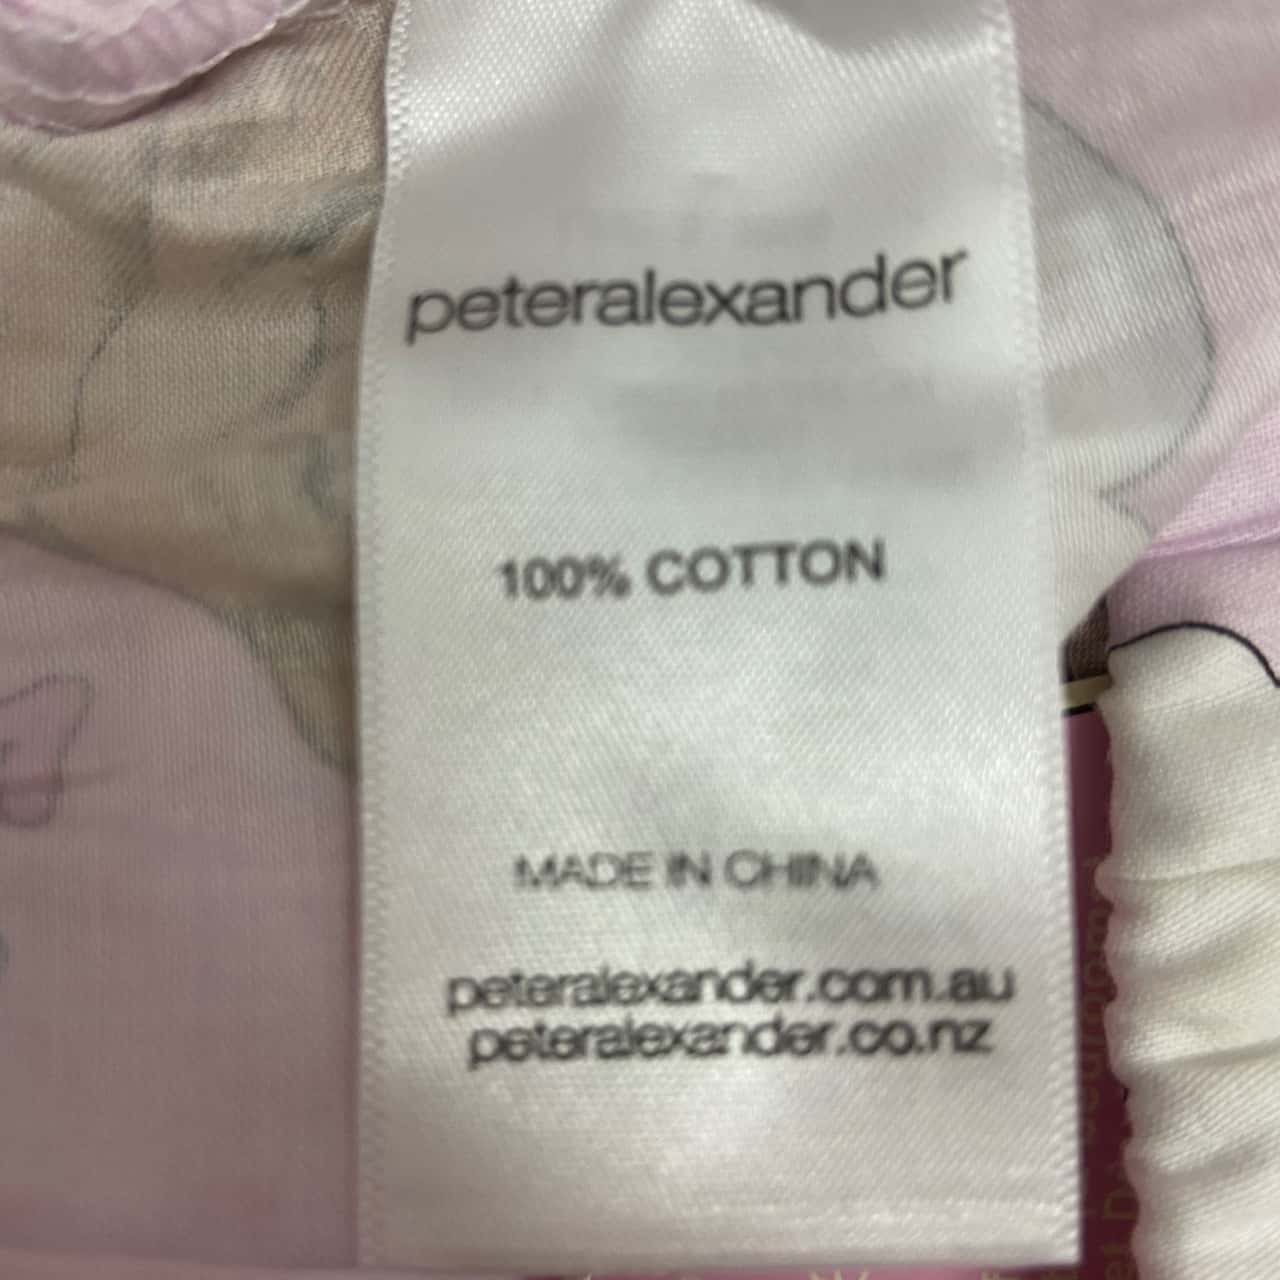 peteralexander
100% COTTON
MADE IN CHINA
peteralexander.com.au
peteralexander.co.nz